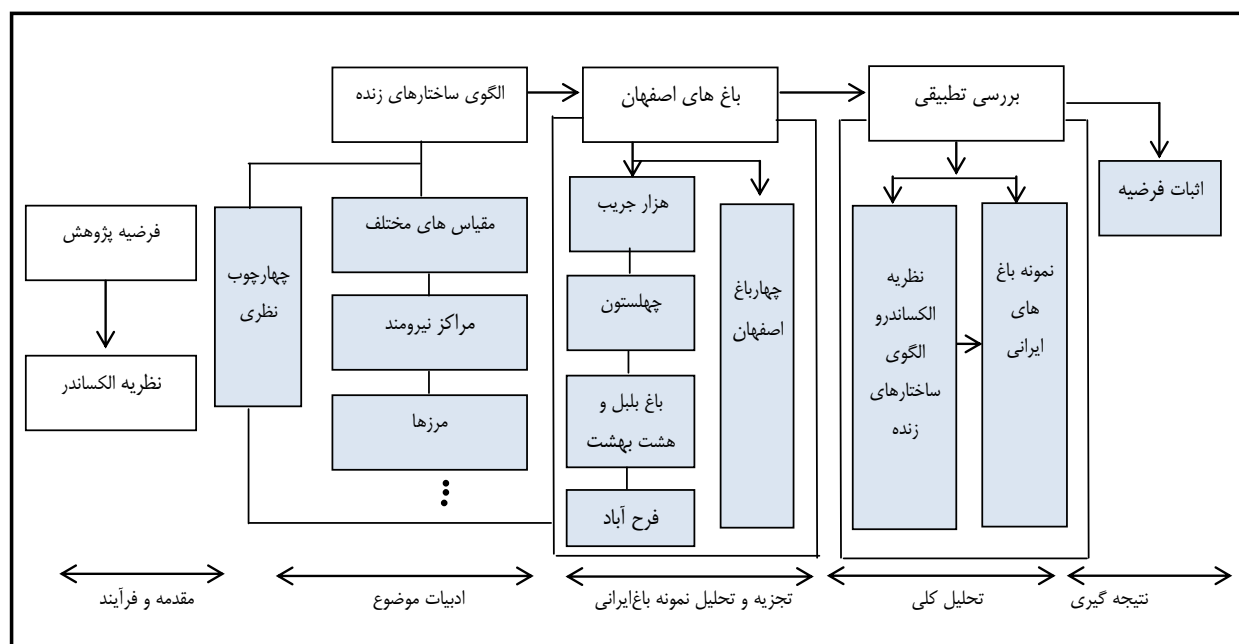 الگوی ساختارهای زنده
باغ های اصفهان
بررسی تطبیقی
فرضیه پژوهش
نظریه الکساندر
چهارچوب
نظری
مقیاس های مختلف
مراکز نیرومند
مرزها
هزار جریب
چهلستون
باغ بلبل و
هشت بهشت
فرح آباد
چهارباغ
اصفهان
نظریه
الکساندرو
الگوی
ساختارهای
زنده
نمونه باغ
های
ایرانی
اثبات فرضیه
مقدمه و فرآیند
ادبیات موضوع
تجزیه و تحلیل نمونه باغ‌ایرانی
تحلیل کلی
نتیجه گیری